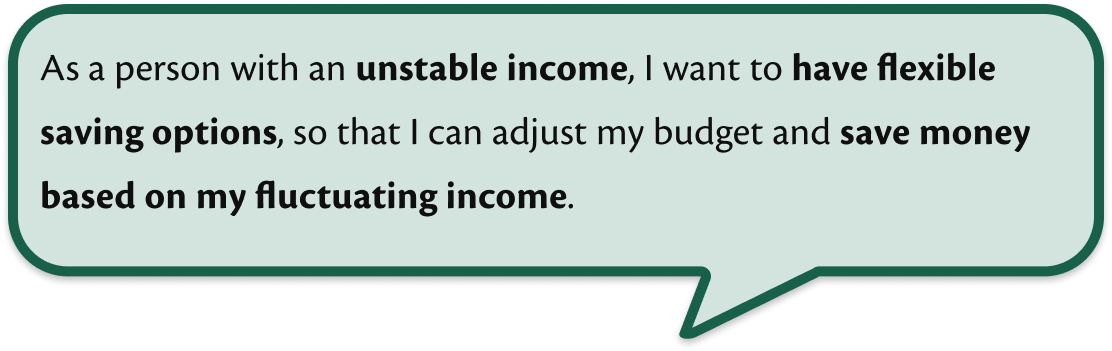 As a person with an unstable income, I want to have flexible
saving options, so that I can adjust my budget and save money
based on my fluctuating income.